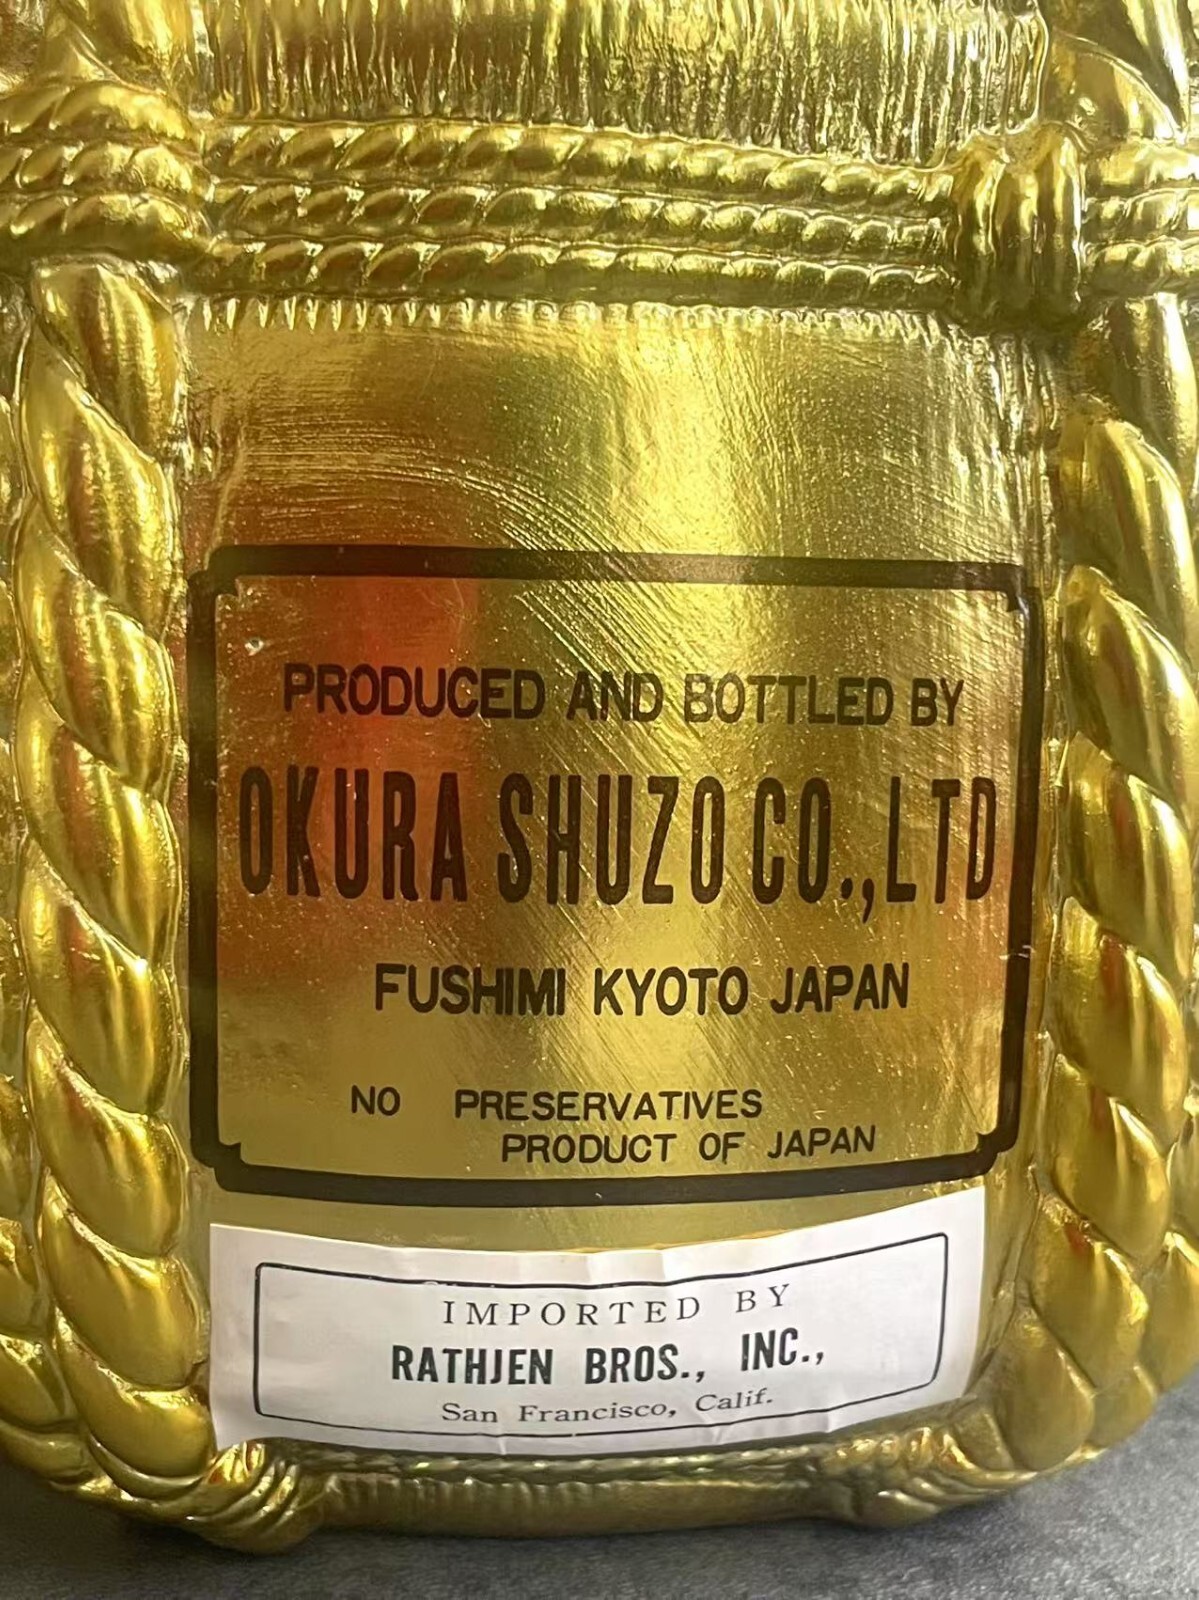 PRODUCED AND BOTTLED BY
OKURA SHUZO CO.,LTD
FUSHIMI KYOTO JAPAN
NO PRESERVATIVES
PRODUCT OF JAPAN
IMPORTED BY
RATHJEN BROS., INC.,
San Francisco, Calif.